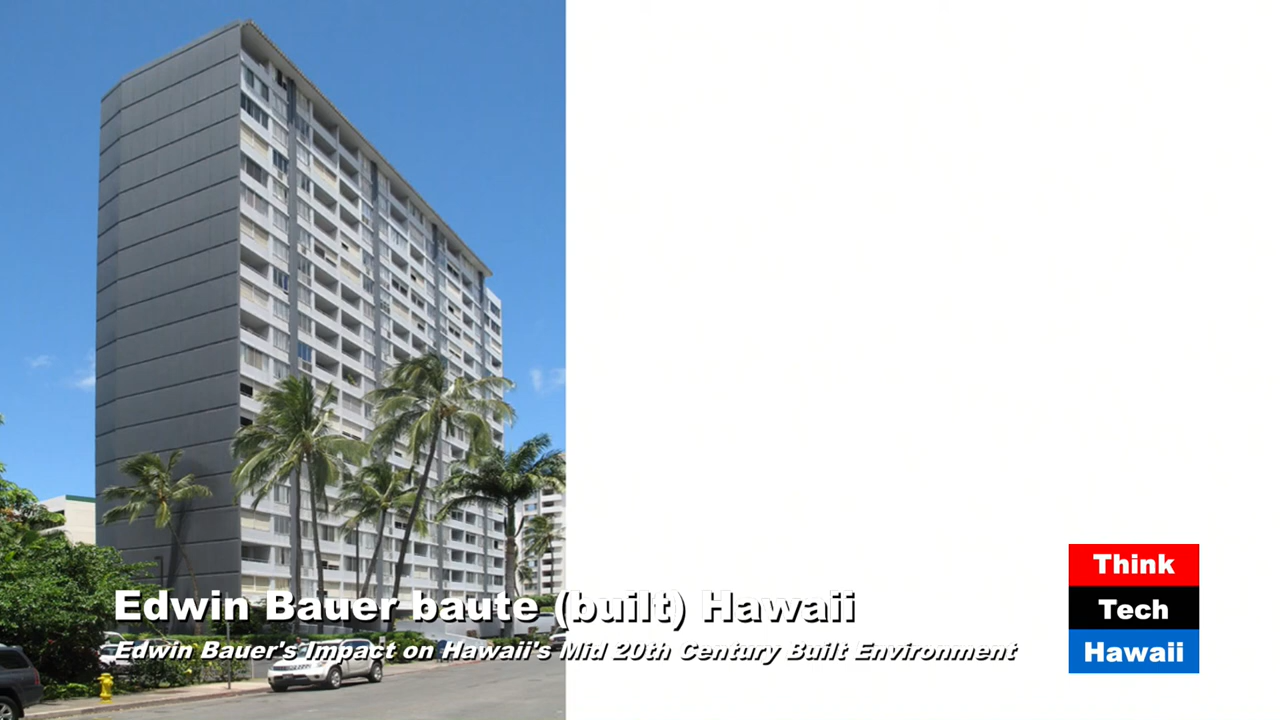 Edwin Bauer baute (built) Hawaii
Edwin Bauer's Impact on Hawaii's Mid 20th Century Built Environment
Think
Tech
Hawaii